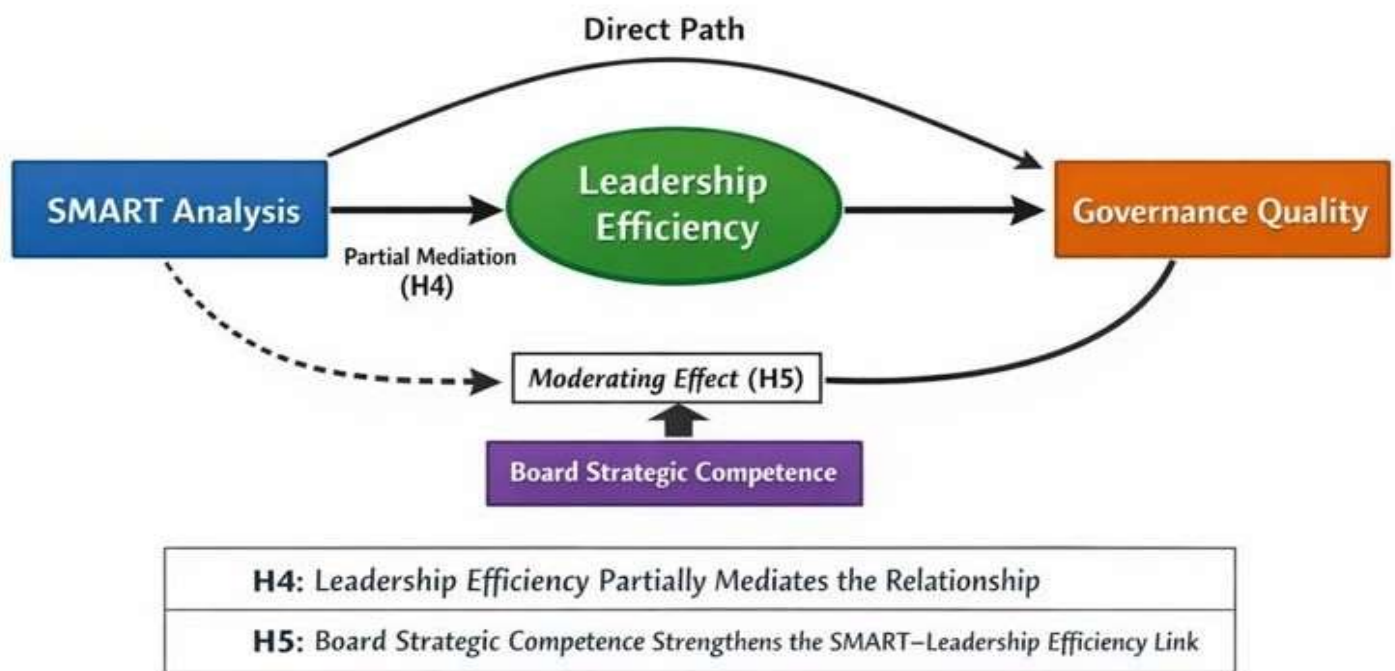 Direct Path
SMART Analysis
Leadership
Efficiency
Governance Quality
Partial Mediation
(H4)
Moderating Effect (H5)
Board Strategic Competence
H4: Leadership Efficiency Partially Mediates the Relationship
H5: Board Strategic Competence Strengthens the SMART–Leadership Efficiency Link